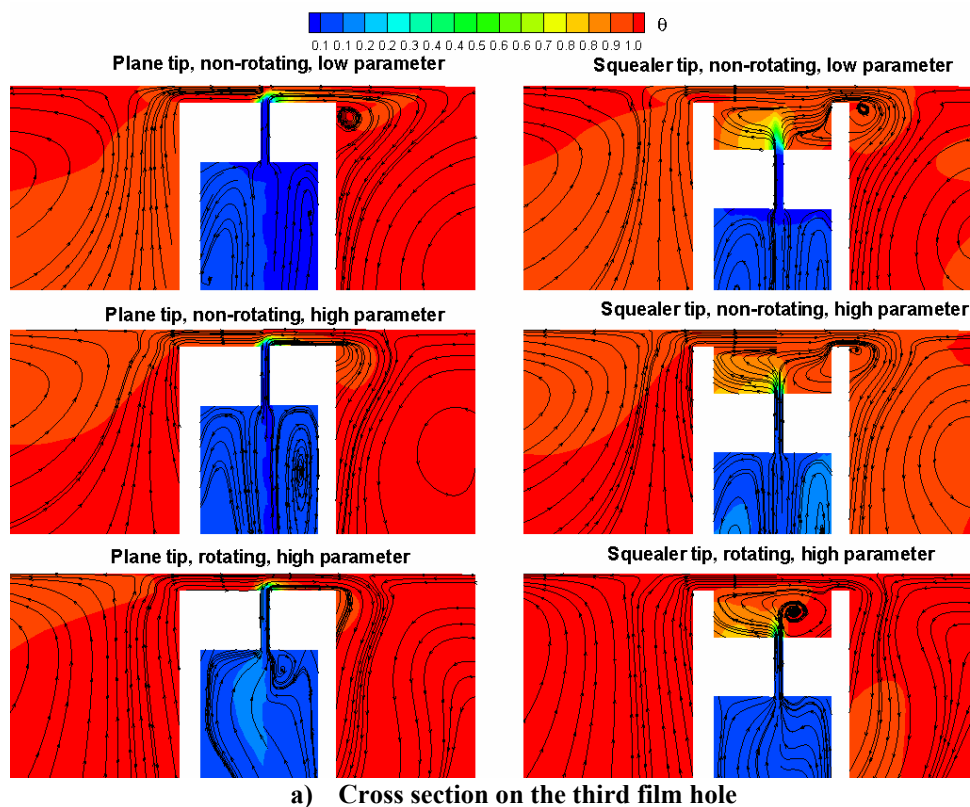 θ
0.1 0.1 0.2 0.2 0.3 0.4 0.4 0.5 0.6 0.6 0.7 0.8 0.8 0.9 0.9 1.0
Plane tip, non-rotating, low parameter
Squealer tip, non-rotating, low parameter
Plane tip, non-rotating, high parameter
Squealer tip, non-rotating, high parameter
Plane tip, rotating, high parameter
Squealer tip, rotating, high parameter
a) Cross section on the third film hole